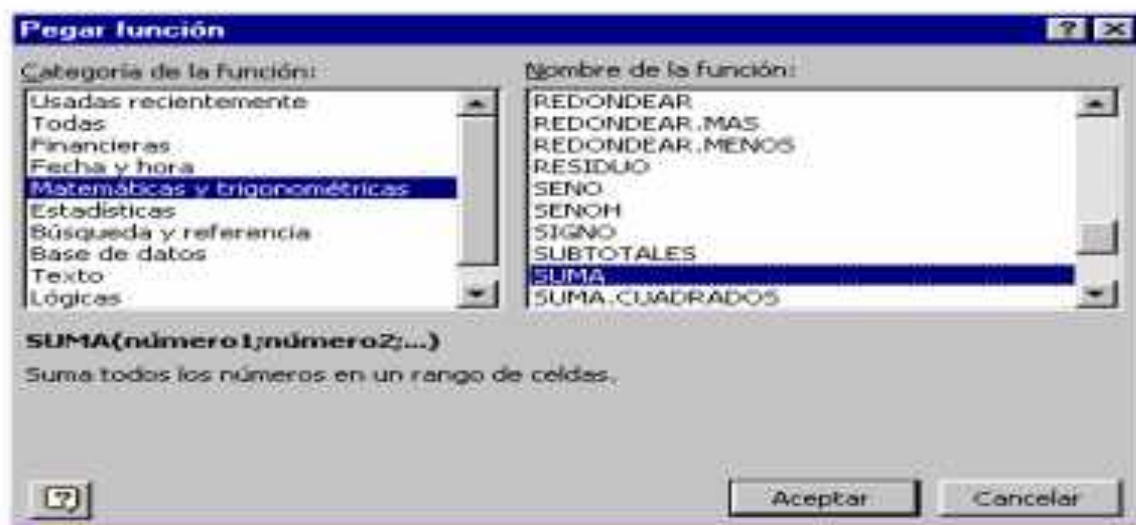 Pegar función
Categoría de la función:
Usadas recientemente
Todas
Financieras
Fecha y hora
Matemáticas y trigonométricas
Estadísticas
Búsqueda y referencia
Base de datos
Texto
Lógicas
Nombre de la función:
REDONDEAR
REDONDEAR.MAS
REDONDEAR.MENOS
RESIDUO
SENO
SENOH
SIGNO
SUBTOTALES
SUMA
SUMA.CUADRADOS
SUMA(número1;número2;...)
Suma todos los números en un rango de celdas.
Aceptar
Cancelar